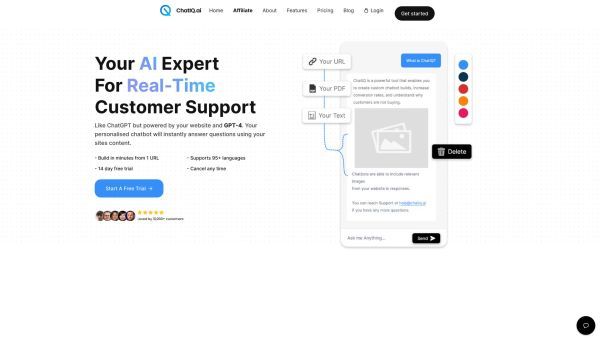 ChatIQ.ai
Home
Affiliate
About
Features
Pricing
Blog
Login
Get started
Your AI Expert
For Real-Time
Customer Support
Like ChatGPT but powered by your website and GPT-4. Your
personalised chatbot will instantly answer questions using your
sites content.
- Build in minutes from 1 URL
- Supports 95+ languages
- 14 day free trial
- Cancel any time
Start A Free Trial →
customers
Your URL
Your PDF
Your Text
What is ChatIQ?
ChatIQ is a powerful tool that enables you
to create custom chatbot builds, increase
conversion rates, and understand why
customers are not buying.
Delete
Chatbots are able to include relevant
images
from your website in responses.
You can reach Support at help@chatiq.ai
if you have any more questions.
Ask me Anything...
Send